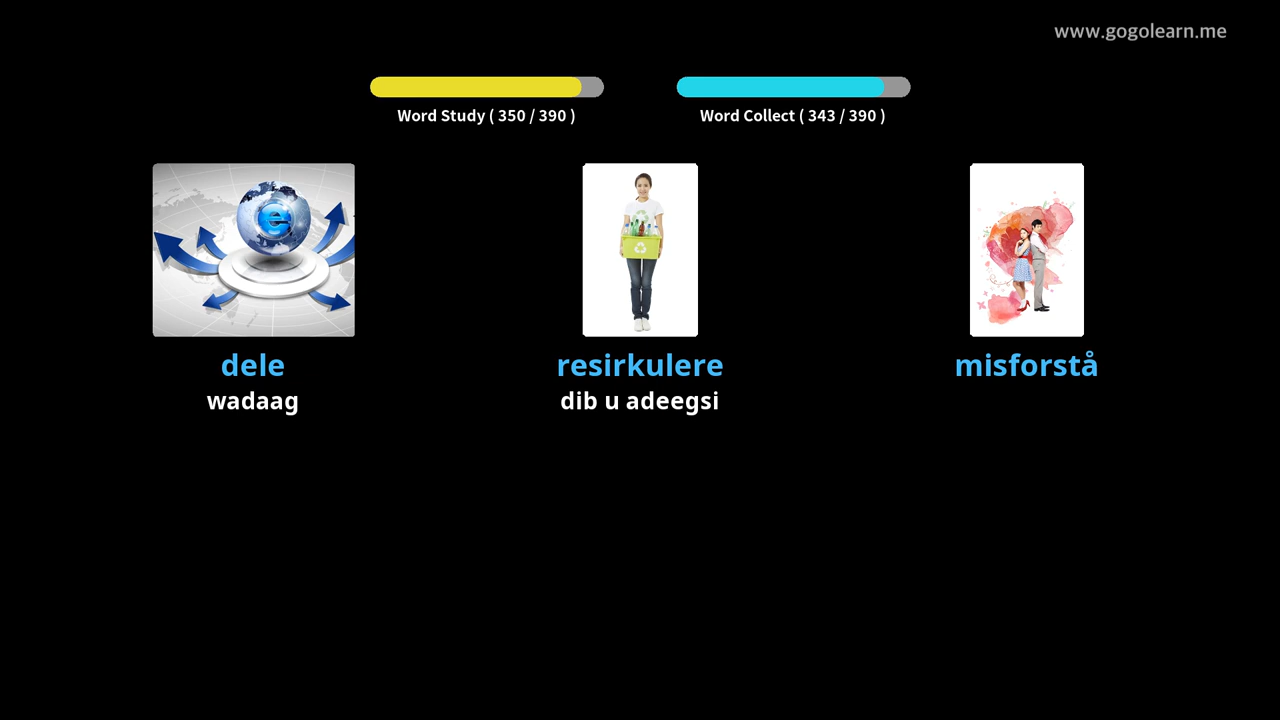 www.gogolearn.me
Word Study ( 350 / 390 )
Word Collect ( 343 / 390 )
e
dele
wadaag
resirkulere
dib u adeegsi
misforstå